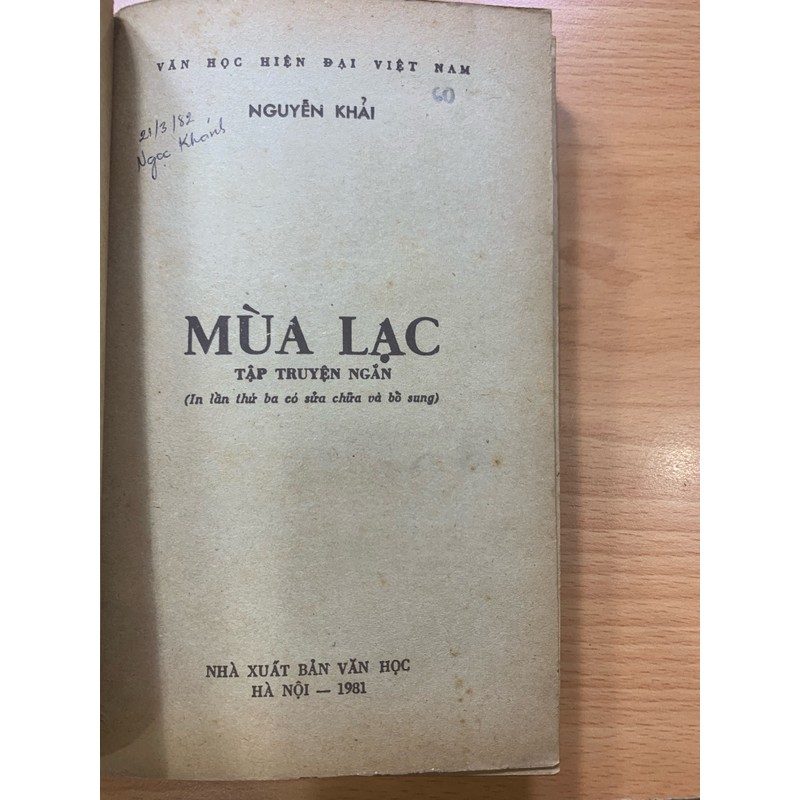 VĂN HỌC HIỆN ĐẠI VIỆT NAM
NGUYỄN KHẢI
60
21/3/82
Ngọc Khánh
MÙA LẠC
TẬP TRUYỆN NGẮN
(In lần thứ ba có sửa chữa và bổ sung)
NHÀ XUẤT BẢN VĂN HỌC
HÀ NỘI — 1981